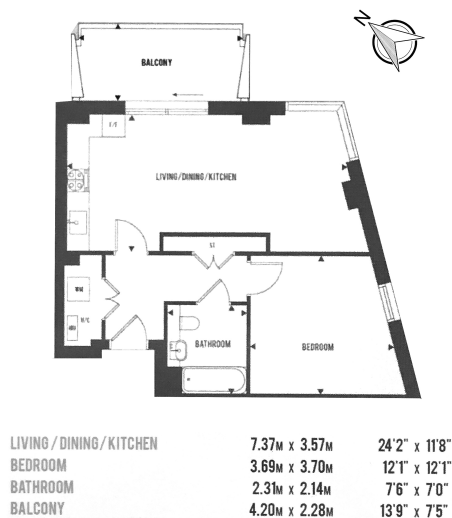 N
BALCONY
F/F
LIVING/DINING/KITCHEN
ST
WM
BATHROOM
BEDROOM
LIVING/DINING/KITCHEN 7.37M X 3.57M 24'2" X 11'8"
BEDROOM 3.69M X 3.70M 12'1" X 12'1"
BATHROOM 2.31M X 2.14M 7'6" X 7'0"
BALCONY 4.20M X 2.28M 13'9" X 7'5"